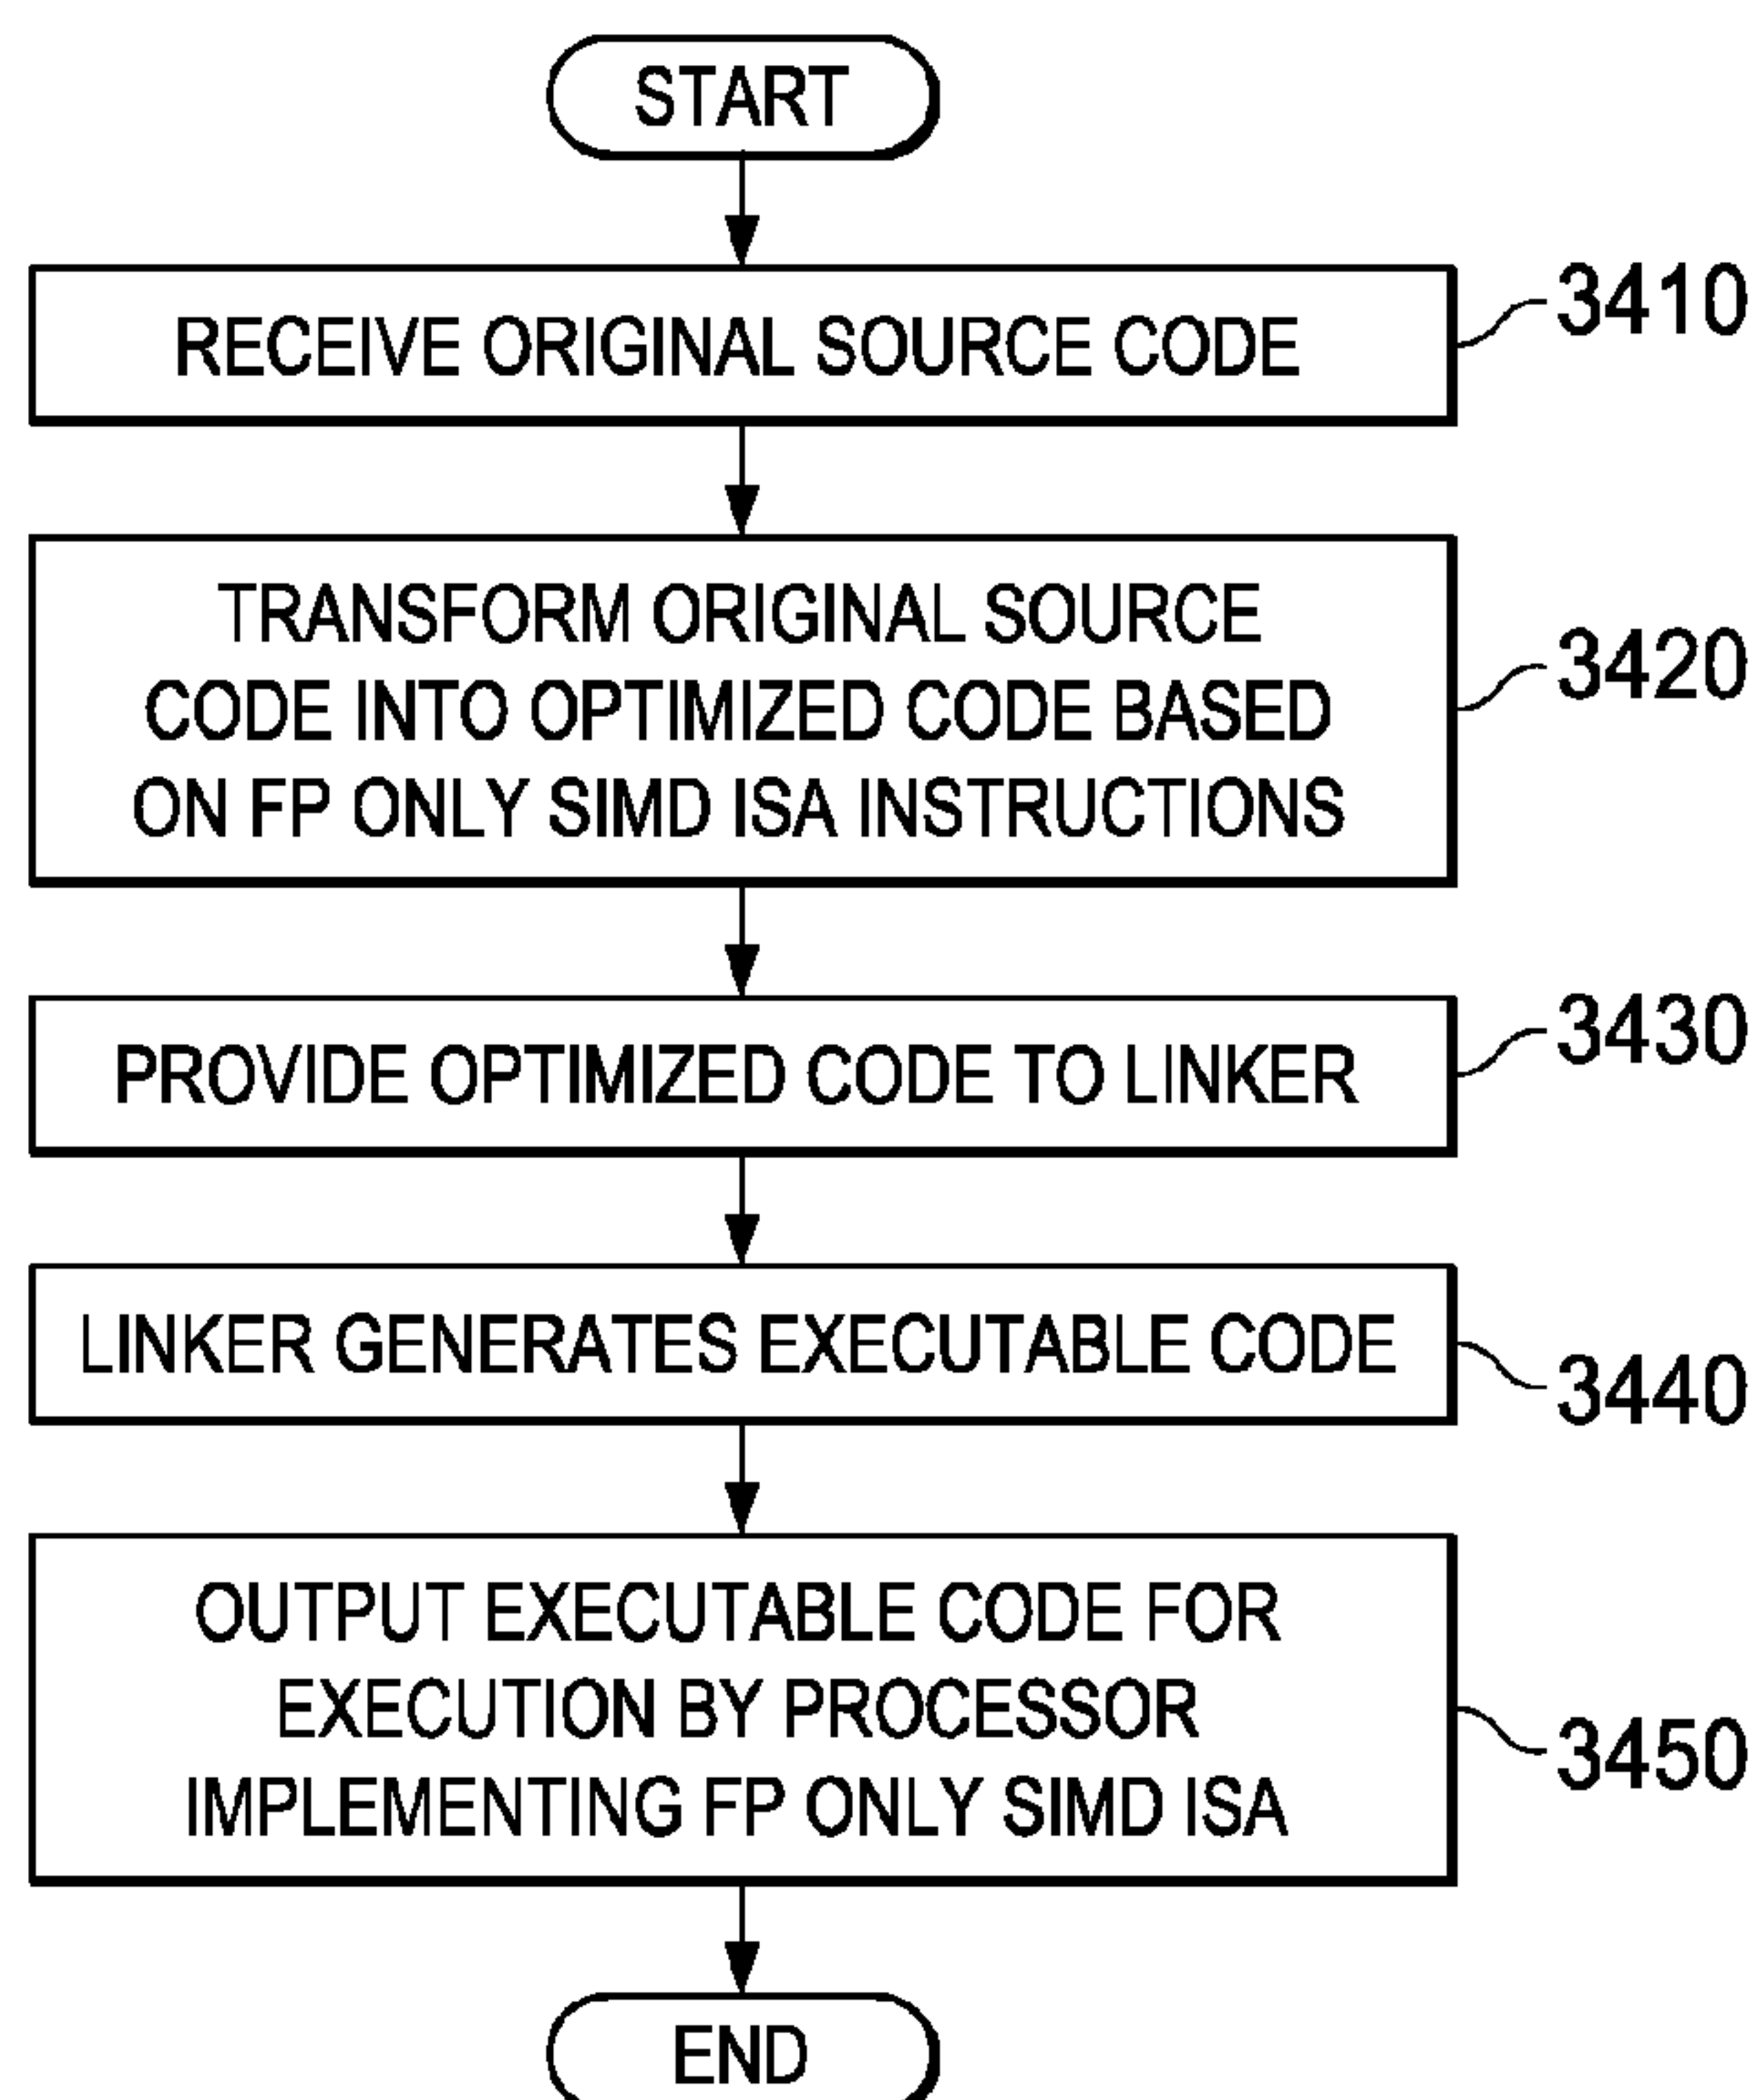 START
RECEIVE ORIGINAL SOURCE CODE
3410
TRANSFORM ORIGINAL SOURCE
CODE INTO OPTIMIZED CODE BASED
ON FP ONLY SIMD ISA INSTRUCTIONS
3420
PROVIDE OPTIMIZED CODE TO LINKER
3430
LINKER GENERATES EXECUTABLE CODE
3440
OUTPUT EXECUTABLE CODE FOR
EXECUTION BY PROCESSOR
IMPLEMENTING FP ONLY SIMD ISA
3450
END